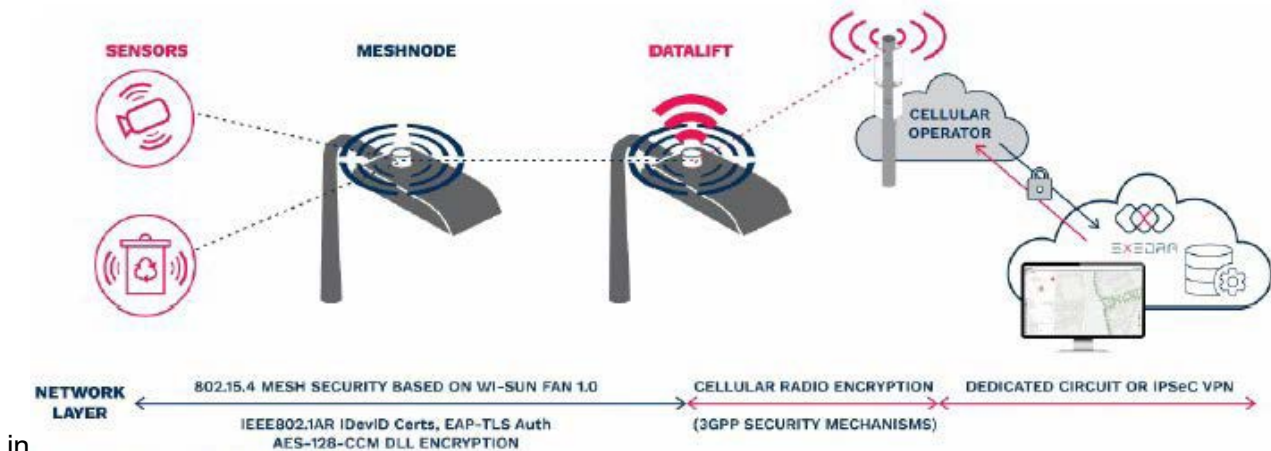 SENSORS
MESHNODE
DATALIFT
CELLULAR
OPERATOR
EXEDRA
NETWORK
LAYER
802.15.4 MESH SECURITY BASED ON WI-SUN FAN 1.0
CELLULAR RADIO ENCRYPTION
DEDICATED CIRCUIT OR IPSeC VPN
IEEE802.1AR IDevID Certs, EAP-TLS Auth
(3GPP SECURITY MECHANISMS)
AES-128-CCM DLL ENCRYPTION
in